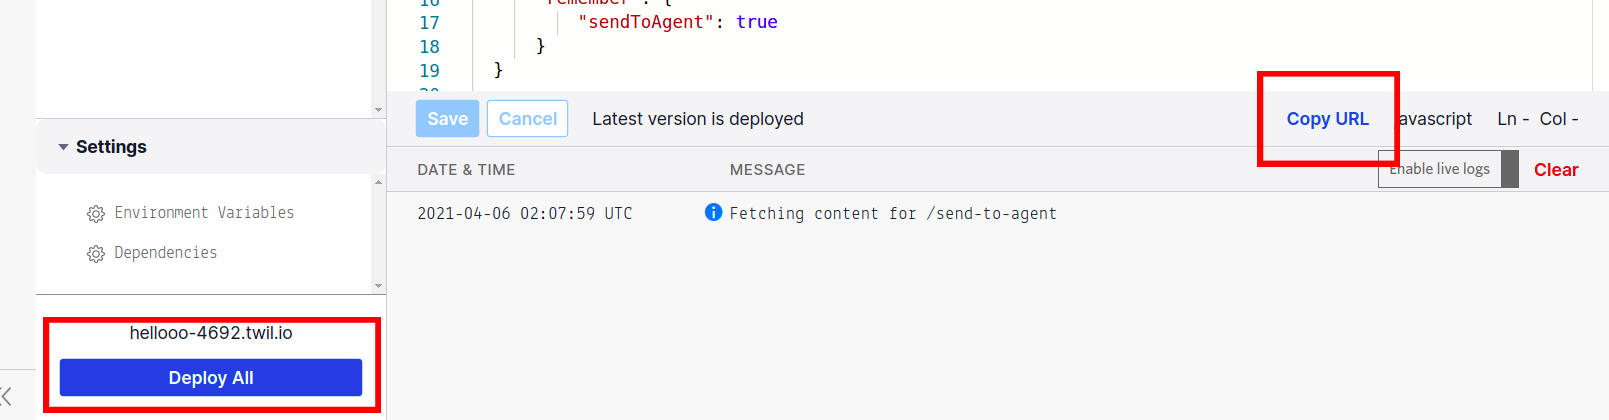 16 "remember": {
17 "sendToAgent": true
18 }
19 }
20
Save Cancel Latest version is deployed Copy URL Javascript Ln - Col -
Settings
DATE & TIME MESSAGE Enable live logs Clear
Environment Variables
2021-04-06 02:07:59 UTC Fetching content for /send-to-agent
Dependencies
hellooo-4692.twil.io
Deploy All